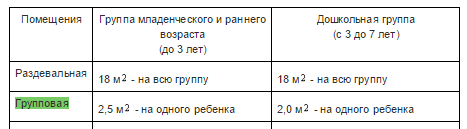 Помещения
Группа младенческого и раннего
возраста
(до 3 лет)
Дошкольная группа
(с 3 до 7 лет)
Раздевальная
18 м2 - на всю группу
18 м2 - на всю группу
Групповая
2,5 м2 - на одного ребенка
2,0 м2 - на одного ребенка